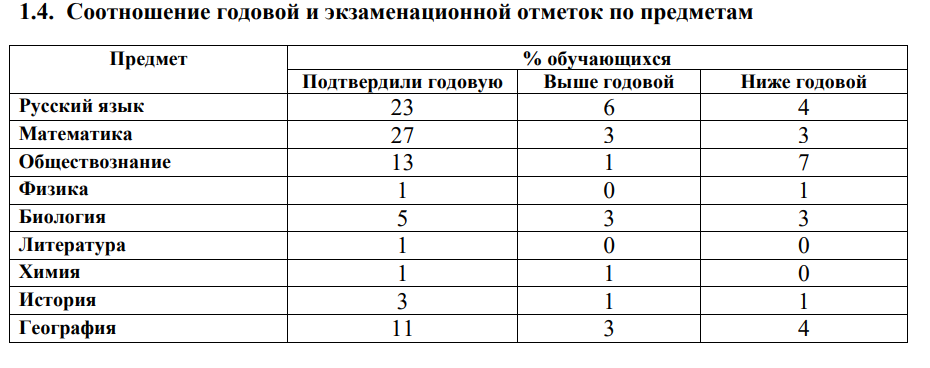 1.4. Соотношение годовой и экзаменационной отметок по предметам
Предмет % обучающихся
Подтвердили годовую Выше годовой Ниже годовой
Русский язык 23 6 4
Математика 27 3 3
Обществознание 13 1 7
Физика 1 0 1
Биология 5 3 3
Литература 1 0 0
Химия 1 1 0
История 3 1 1
География 11 3 4